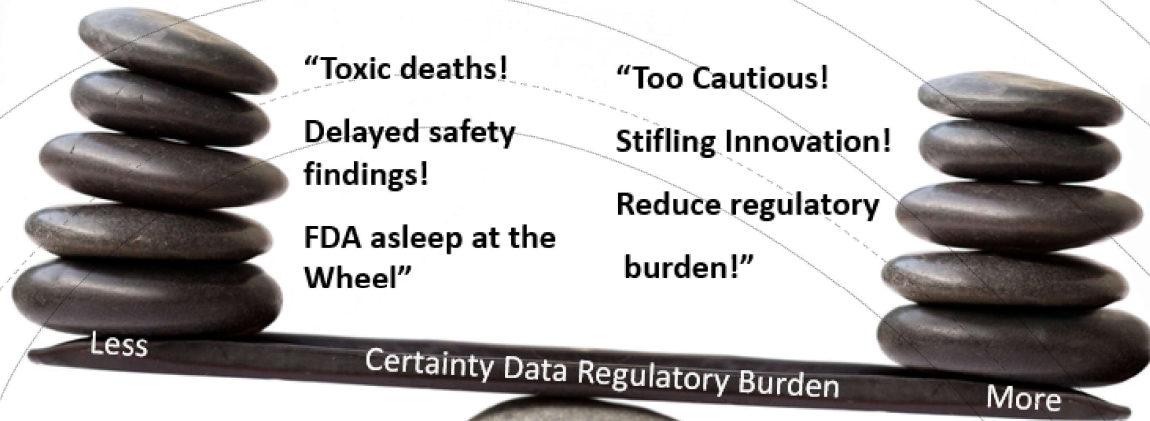 “Toxic deaths!
Delayed safety
findings!
FDA asleep at the
Wheel”
“Too Cautious!
Stifling Innovation!
Reduce regulatory
burden!”
Less
Certainty Data Regulatory Burden
More